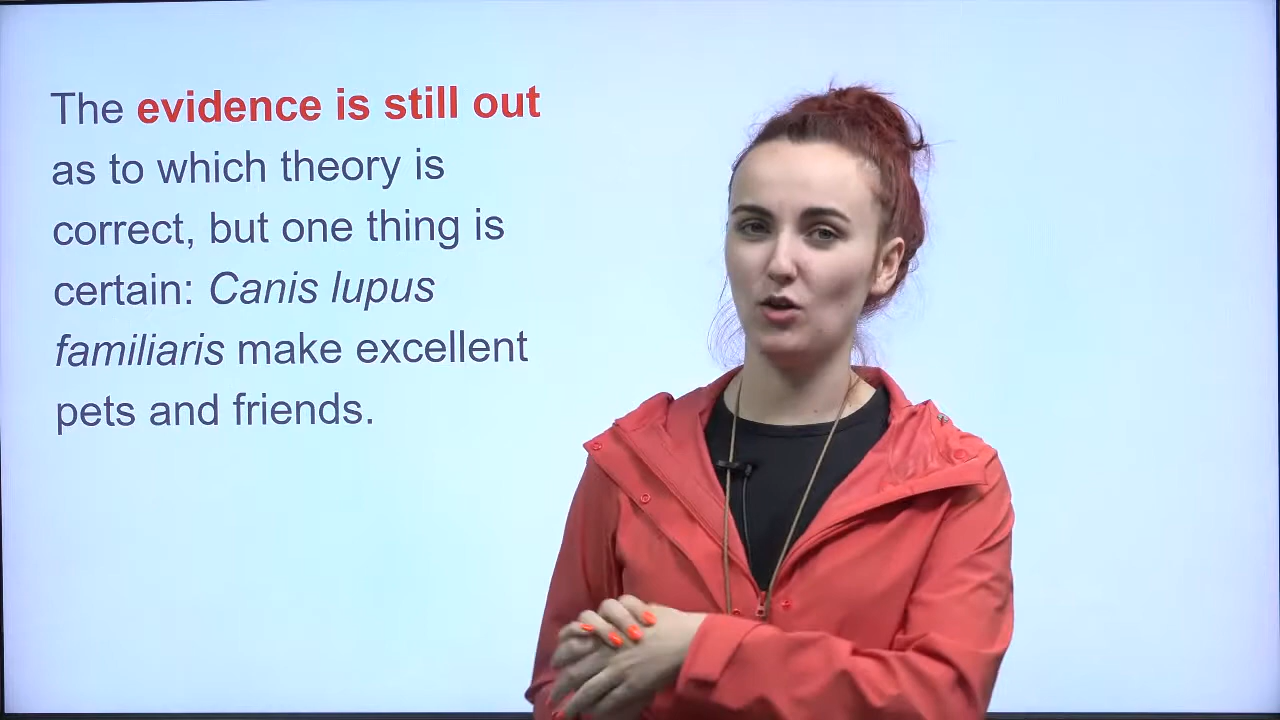 The evidence is still out
as to which theory is
correct, but one thing is
certain: Canis lupus
familiaris make excellent
pets and friends.